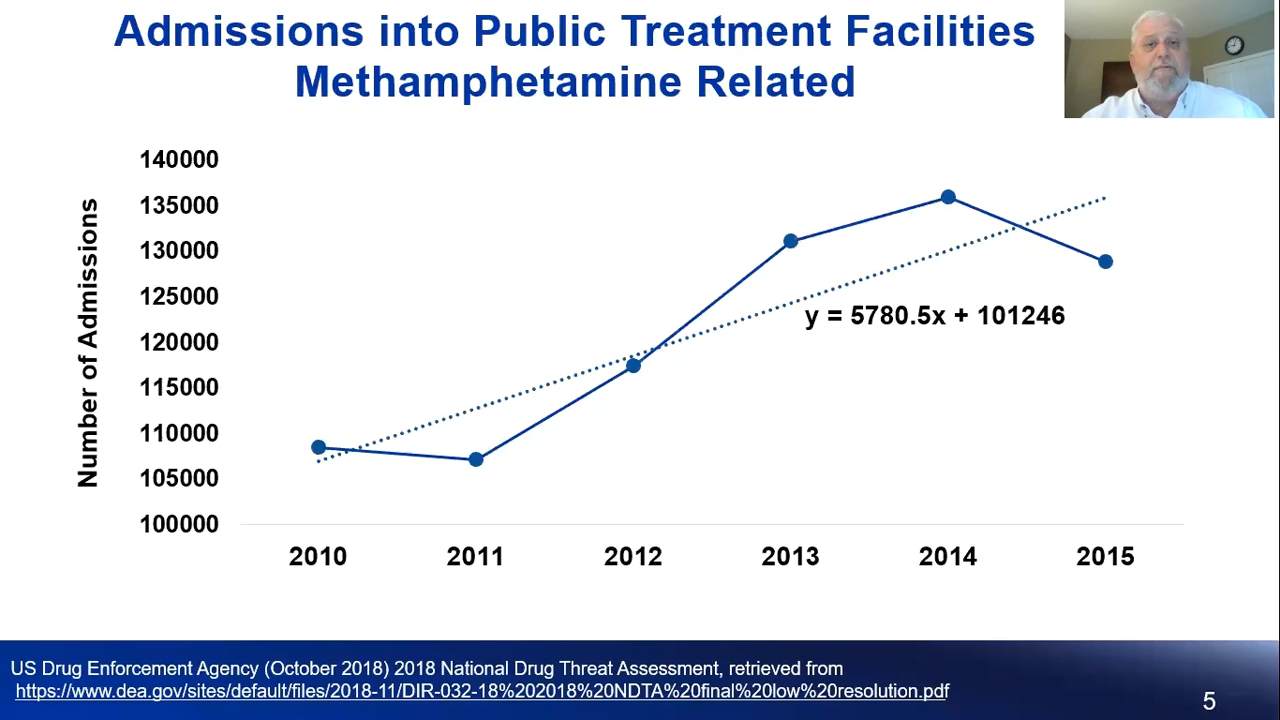 Admissions into Public Treatment Facilities
Methamphetamine Related
Number of Admissions
140000
135000
130000
125000
120000
115000
110000
105000
100000
y = 5780.5x + 101246
2010 2011 2012 2013 2014 2015
US Drug Enforcement Agency (October 2018) 2018 National Drug Threat Assessment, retrieved from
https://www.dea.gov/sites/default/files/2018-11/DIR-032-18%202018%20NDTA%20final%20low%20resolution.pdf
5